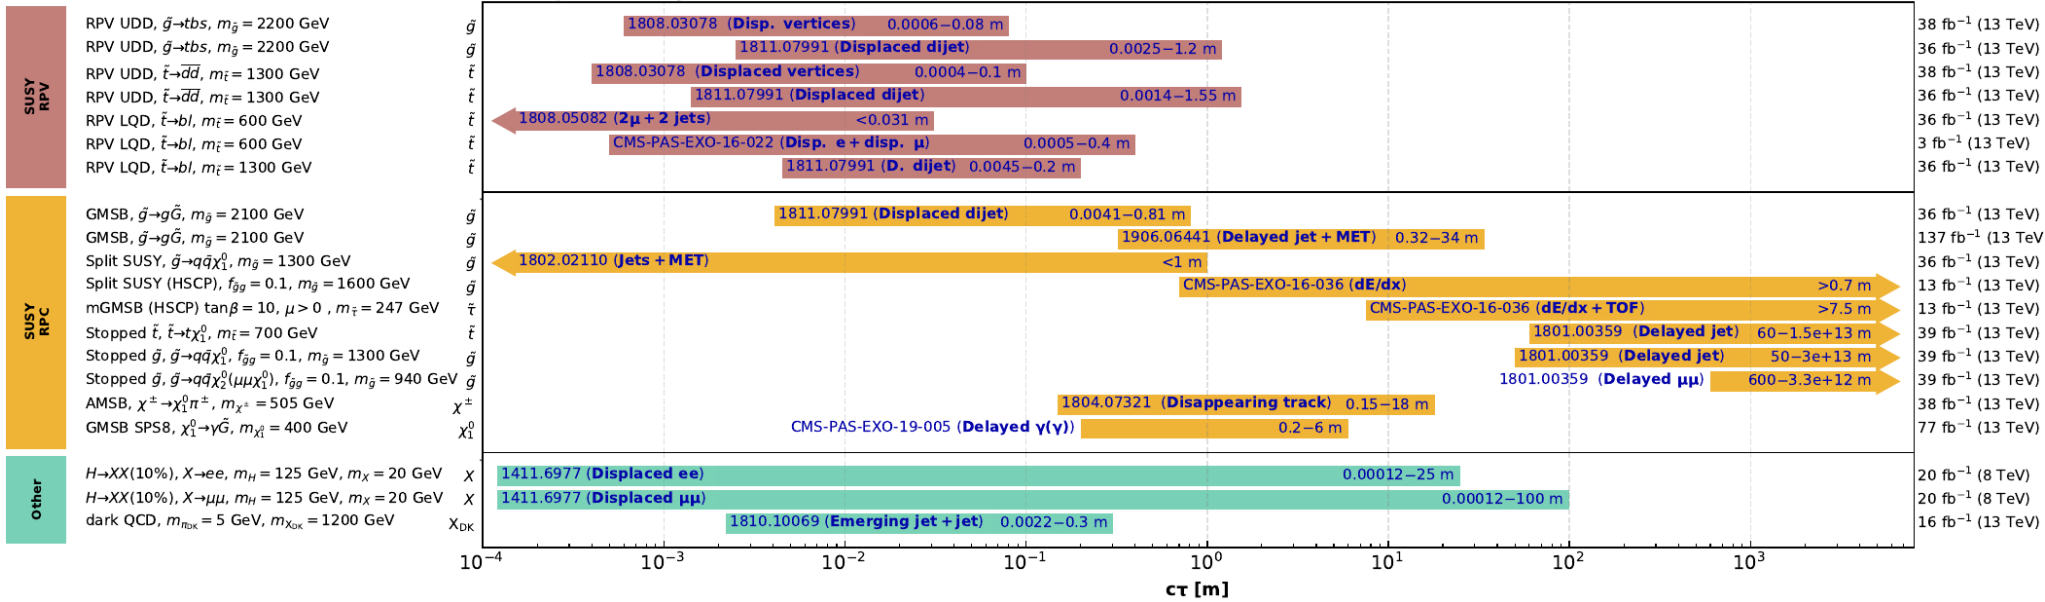 SUSY
RPV
RPV UDD, g̃→tbs, m_g̃ = 2200 GeV g̃ 1808.03078 (Disp. vertices) 0.0006−0.08 m 38 fb⁻¹ (13 TeV)
RPV UDD, g̃→tbs, m_g̃ = 2200 GeV g̃ 1811.07991 (Displaced dijet) 0.0025−1.2 m 36 fb⁻¹ (13 TeV)
RPV UDD, t̃→d̅d̅, m_t̃ = 1300 GeV t̃ 1808.03078 (Displaced vertices) 0.0004−0.1 m 38 fb⁻¹ (13 TeV)
RPV UDD, t̃→d̅d̅, m_t̃ = 1300 GeV t̃ 1811.07991 (Displaced dijet) 0.0014−1.55 m 36 fb⁻¹ (13 TeV)
RPV LQD, t̃→bl, m_t̃ = 600 GeV t̃ 1808.05082 (2μ + 2 jets) <0.031 m 36 fb⁻¹ (13 TeV)
RPV LQD, t̃→bl, m_t̃ = 600 GeV t̃ CMS-PAS-EXO-16-022 (Disp. e + disp. μ) 0.0005−0.4 m 3 fb⁻¹ (13 TeV)
RPV LQD, t̃→bl, m_t̃ = 1300 GeV t̃ 1811.07991 (D. dijet) 0.0045−0.2 m 36 fb⁻¹ (13 TeV)
SUSY
RPC
GMSB, g̃→gG̃, m_g̃ = 2100 GeV g̃ 1811.07991 (Displaced dijet) 0.0041−0.81 m 36 fb⁻¹ (13 TeV)
GMSB, g̃→gG̃, m_g̃ = 2100 GeV g̃ 1906.06441 (Delayed jet + MET) 0.32−34 m 137 fb⁻¹ (13 TeV
Split SUSY, g̃→qq̄χ₁⁰, m_g̃ = 1300 GeV g̃ 1802.02110 (Jets + MET) <1 m 36 fb⁻¹ (13 TeV)
Split SUSY (HSCP), f_g̃g = 0.1, m_g̃ = 1600 GeV g̃ CMS-PAS-EXO-16-036 (dE/dx) >0.7 m 13 fb⁻¹ (13 TeV)
mGMSB (HSCP) tanβ = 10, μ > 0 , m_τ̃ = 247 GeV τ̃ CMS-PAS-EXO-16-036 (dE/dx + TOF) >7.5 m 13 fb⁻¹ (13 TeV)
Stopped t̃, t̃→tχ₁⁰, m_t̃ = 700 GeV t̃ 1801.00359 (Delayed jet) 60−1.5e+13 m 39 fb⁻¹ (13 TeV)
Stopped g̃, g̃→qq̄χ₁⁰, f_g̃g = 0.1, m_g̃ = 1300 GeV g̃ 1801.00359 (Delayed jet) 50−3e+13 m 39 fb⁻¹ (13 TeV)
Stopped g̃, g̃→qq̄χ₂⁰(μμχ₁⁰), f_g̃g = 0.1, m_g̃ = 940 GeV g̃ 1801.00359 (Delayed μμ) 600−3.3e+12 m 39 fb⁻¹ (13 TeV)
AMSB, χ^±→χ₁⁰π^±, m_χ^± = 505 GeV χ^± 1804.07321 (Disappearing track) 0.15−18 m 38 fb⁻¹ (13 TeV)
GMSB SPS8, χ₁⁰→γG̃, m_χ₁⁰ = 400 GeV χ₁⁰ CMS-PAS-EXO-19-005 (Delayed γ(γ)) 0.2−6 m 77 fb⁻¹ (13 TeV)
Other
H→XX(10%), X→ee, m_H = 125 GeV, m_X = 20 GeV X 1411.6977 (Displaced ee) 0.00012−25 m 20 fb⁻¹ (8 TeV)
H→XX(10%), X→μμ, m_H = 125 GeV, m_X = 20 GeV X 1411.6977 (Displaced μμ) 0.00012−100 m 20 fb⁻¹ (8 TeV)
dark QCD, m_π_DK = 5 GeV, m_X_DK = 1200 GeV X_DK 1810.10069 (Emerging jet + jet) 0.0022−0.3 m 16 fb⁻¹ (13 TeV)
10⁻⁴ 10⁻³ 10⁻² 10⁻¹ 10⁰ 10¹ 10² 10³
cτ [m]